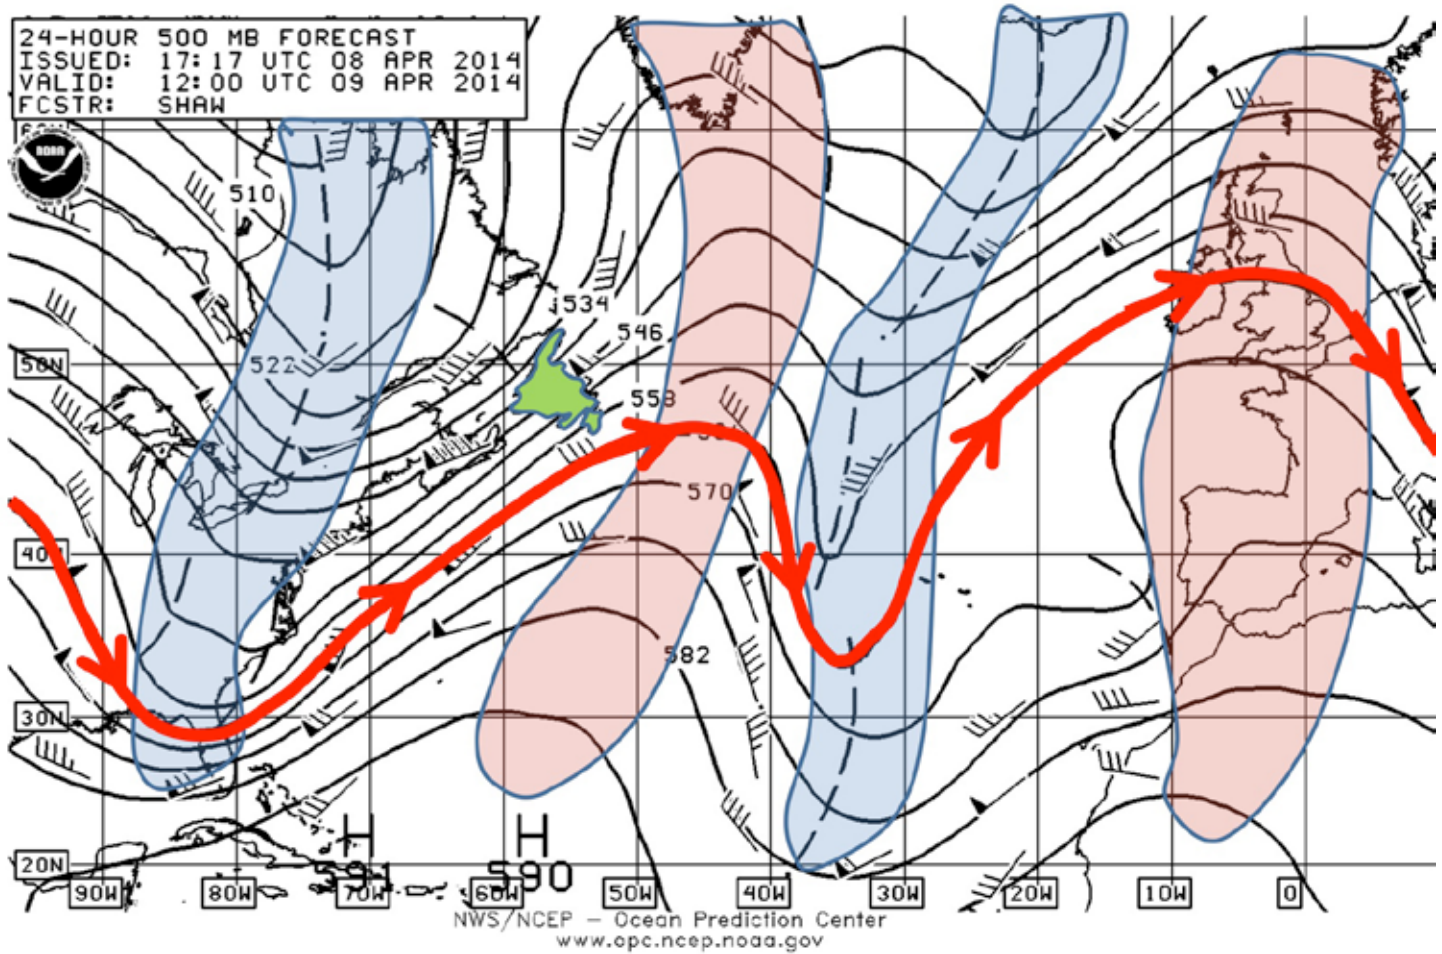 24-HOUR 500 MB FORECAST
ISSUED: 17:17 UTC 08 APR 2014
VALID: 12:00 UTC 09 APR 2014
FCSTR: SHAW
NOAA
510
534
546
522
50N
558
570
40N
582
30N
H
H
591
590
20N
90W
80W
70W
60W
50W
40W
30W
20W
10W
0
NWS/NCEP – Ocean Prediction Center
www.opc.ncep.noaa.gov